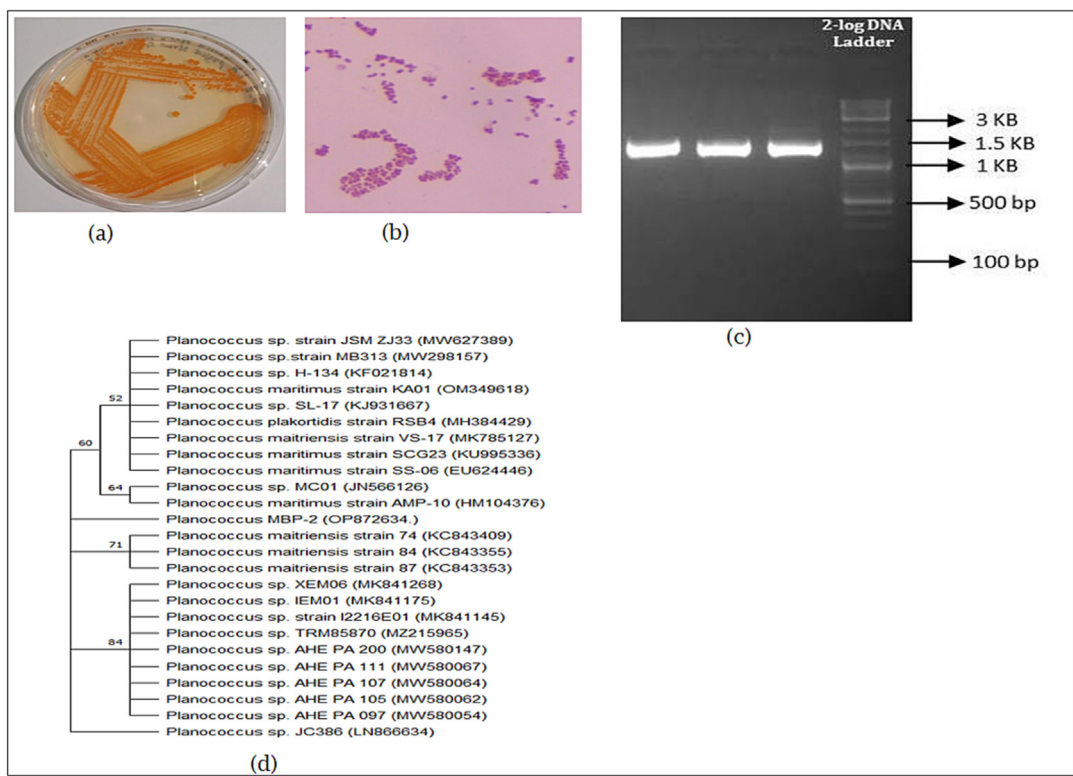 (a)
(b)
2-log DNA
Ladder
3 KB
1.5 KB
1 KB
500 bp
100 bp
(c)
Planococcus sp. strain JSM ZJ33 (MW627389)
Planococcus sp.strain MB313 (MW298157)
Planococcus sp. H-134 (KF021814)
Planococcus maritimus strain KA01 (OM349618)
52
Planococcus sp. SL-17 (KJ931667)
Planococcus plakortidis strain RSB4 (MH384429)
Planococcus maitriensis strain VS-17 (MK785127)
60
Planococcus maritimus strain SCG23 (KU995336)
Planococcus maritimus strain SS-06 (EU624446)
64
Planococcus sp. MC01 (JN566126)
Planococcus maritimus strain AMP-10 (HM104376)
Planococcus MBP-2 (OP872634.)
Planococcus maitriensis strain 74 (KC843409)
71
Planococcus maitriensis strain 84 (KC843355)
Planococcus maitriensis strain 87 (KC843353)
Planococcus sp. XEM06 (MK841268)
Planococcus sp. IEM01 (MK841175)
Planococcus sp. strain I2216E01 (MK841145)
Planococcus sp. TRM85870 (MZ215965)
84
Planococcus sp. AHE PA 200 (MW580147)
Planococcus sp. AHE PA 111 (MW580067)
Planococcus sp. AHE PA 107 (MW580064)
Planococcus sp. AHE PA 105 (MW580062)
Planococcus sp. AHE PA 097 (MW580054)
Planococcus sp. JC386 (LN866634)
(d)